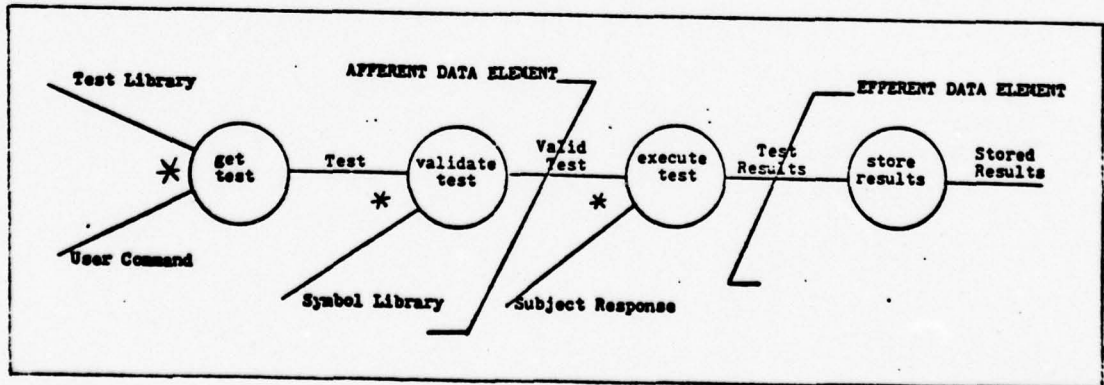 Test Library
AFFERENT DATA ELEMENT
EFFERENT DATA ELEMENT
get
test
Test
validate
test
Valid
Test
execute
test
Test
Results
store
results
Stored
Results
*
*
*
User Command
Symbol Library
Subject Response